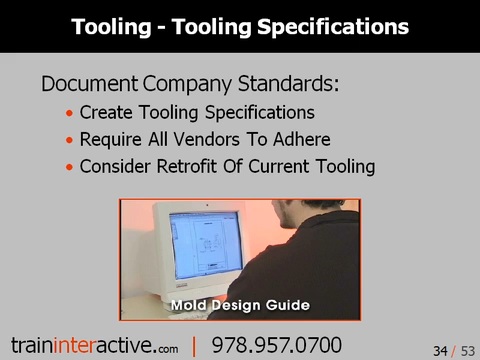 Tooling - Tooling Specifications
Document Company Standards:
• Create Tooling Specifications
• Require All Vendors To Adhere
• Consider Retrofit Of Current Tooling
Mold Design Guide
traininteractive.com | 978.957.0700
34 / 53